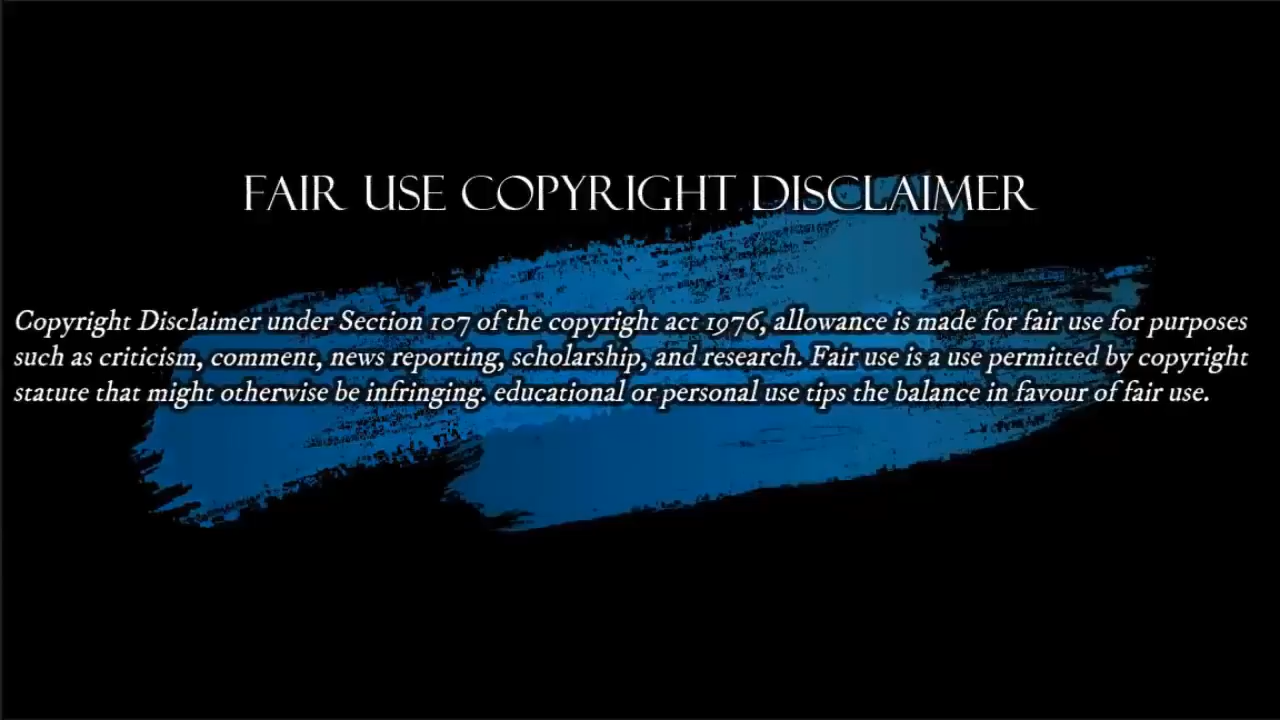 FAIR USE COPYRIGHT DISCLAIMER
Copyright Disclaimer under Section 107 of the copyright act 1976, allowance is made for fair use for purposes
such as criticism, comment, news reporting, scholarship, and research. Fair use is a use permitted by copyright
statute that might otherwise be infringing. educational or personal use tips the balance in favour of fair use.